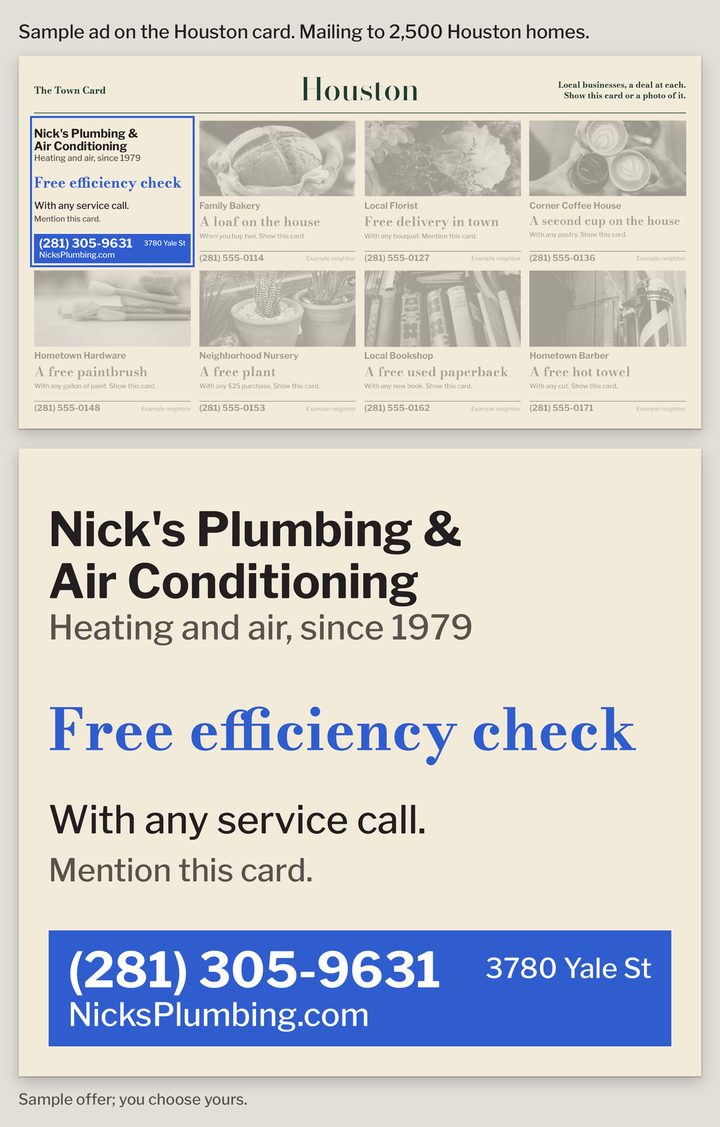 Sample ad on the Houston card. Mailing to 2,500 Houston homes.
The Town Card
Houston
Local businesses, a deal at each.
Show this card or a photo of it.
Nick's Plumbing &
Air Conditioning
Heating and air, since 1979
Free efficiency check
With any service call.
Mention this card.
(281) 305-9631
3780 Yale St
NicksPlumbing.com
Family Bakery
A loaf on the house
When you buy two. Show this card.
(281) 555-0114
Example neighbor
Local Florist
Free delivery in town
With any bouquet. Mention this card.
(281) 555-0127
Example neighbor
Corner Coffee House
A second cup on the house
With any pastry. Show this card.
(281) 555-0136
Example neighbor
Hometown Hardware
A free paintbrush
With any gallon of paint. Show this card.
(281) 555-0148
Example neighbor
Neighborhood Nursery
A free plant
With any $25 purchase. Show this card.
(281) 555-0153
Example neighbor
Local Bookshop
A free used paperback
With any new book. Show this card.
(281) 555-0162
Example neighbor
Hometown Barber
A free hot towel
With any cut. Show this card.
(281) 555-0171
Example neighbor
Nick's Plumbing &
Air Conditioning
Heating and air, since 1979
Free efficiency check
With any service call.
Mention this card.
(281) 305-9631
3780 Yale St
NicksPlumbing.com
Sample offer; you choose yours.